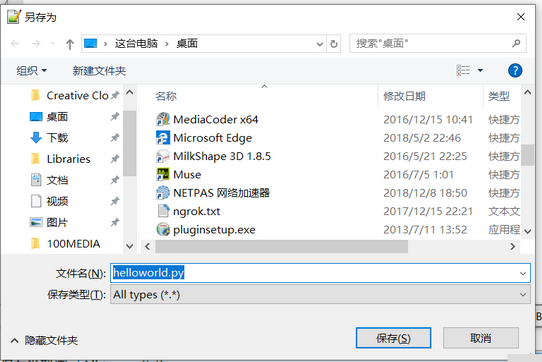 另存为
这台电脑 > 桌面
搜索"桌面"
组织 新建文件夹
名称 修改日期 类型
Creative Clo
桌面
下载
Libraries
文档
视频
图片
100MEDIA
MediaCoder x64 2016/12/15 10:41 快捷方
Microsoft Edge 2018/5/2 22:46 快捷方
MilkShape 3D 1.8.5 2016/5/21 22:25 快捷方
Muse 2016/7/5 1:01 快捷方
NETPAS 网络加速器 2018/12/8 18:50 快捷方
ngrok.txt 2017/12/15 22:21 文本文
pluginsetup.exe 2013/7/11 13:52 应用程
文件名(N): helloworld.py
保存类型(T): All types (*.*)
隐藏文件夹 保存(S) 取消